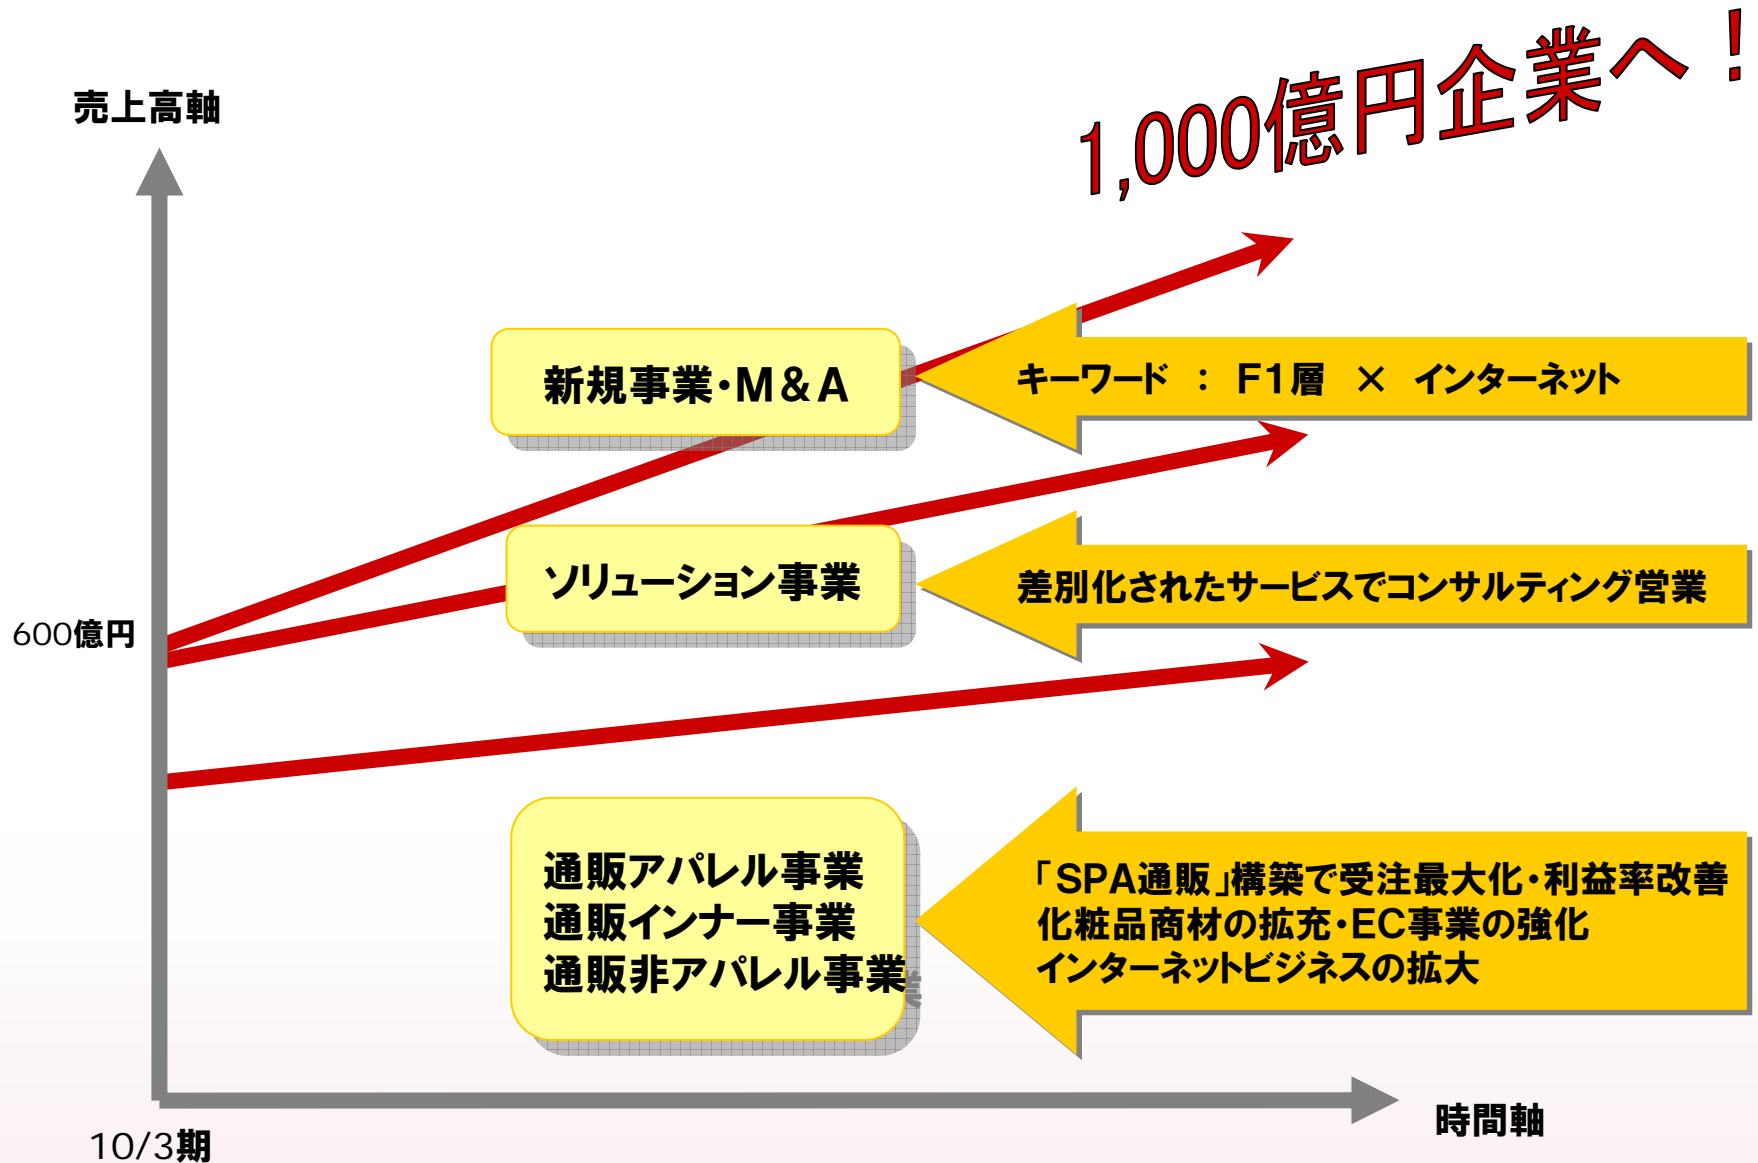 1,000億円企業へ！
売上高軸
新規事業・M&A
キーワード ： F1層 × インターネット
ソリューション事業
差別化されたサービスでコンサルティング営業
600億円
通販アパレル事業
通販インナー事業
通販非アパレル事業
「SPA通販」構築で受注最大化・利益率改善
化粧品商材の拡充・EC事業の強化
インターネットビジネスの拡大
時間軸
10/3期